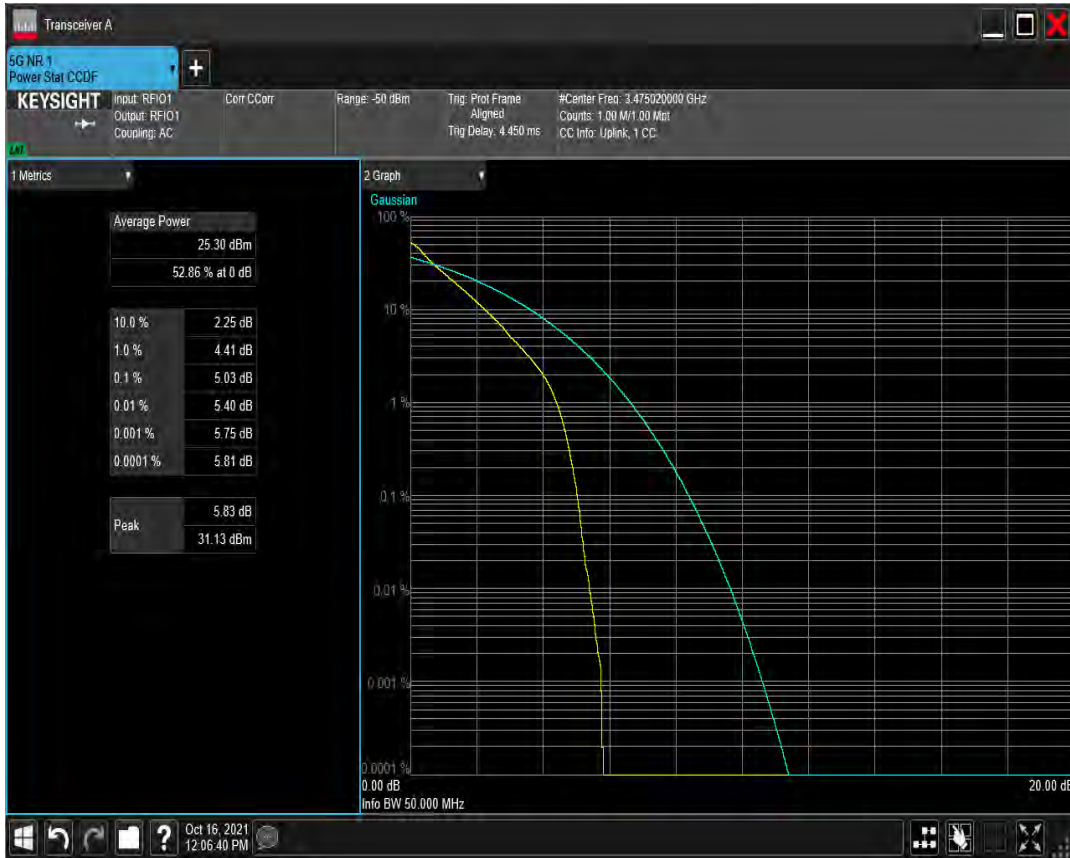 Transceiver A
5G NR 1
Power Stat CCDF
+
KEYSIGHT
Input: RFIO1
Output: RFIO1
Coupling: AC
Corr CCorr
Range: -50 dBm
Trig: Prot Frame
Aligned
Trig Delay: 4.450 ms
#Center Freq: 3.475020000 GHz
Counts: 1.00 M/1.00 Mpt
CC Info: Uplink, 1 CC
1 Metrics
Average Power
25.30 dBm
52.86 % at 0 dB
10.0 % 2.25 dB
1.0 % 4.41 dB
0.1 % 5.03 dB
0.01 % 5.40 dB
0.001 % 5.75 dB
0.0001 % 5.81 dB
Peak
5.83 dB
31.13 dBm
2 Graph
Gaussian
100 %
10 %
1 %
0.1 %
0.01 %
0.001 %
0.0001 %
0.00 dB
20.00 dB
Info BW 50.000 MHz
?
Oct 16, 2021
12:06:40 PM